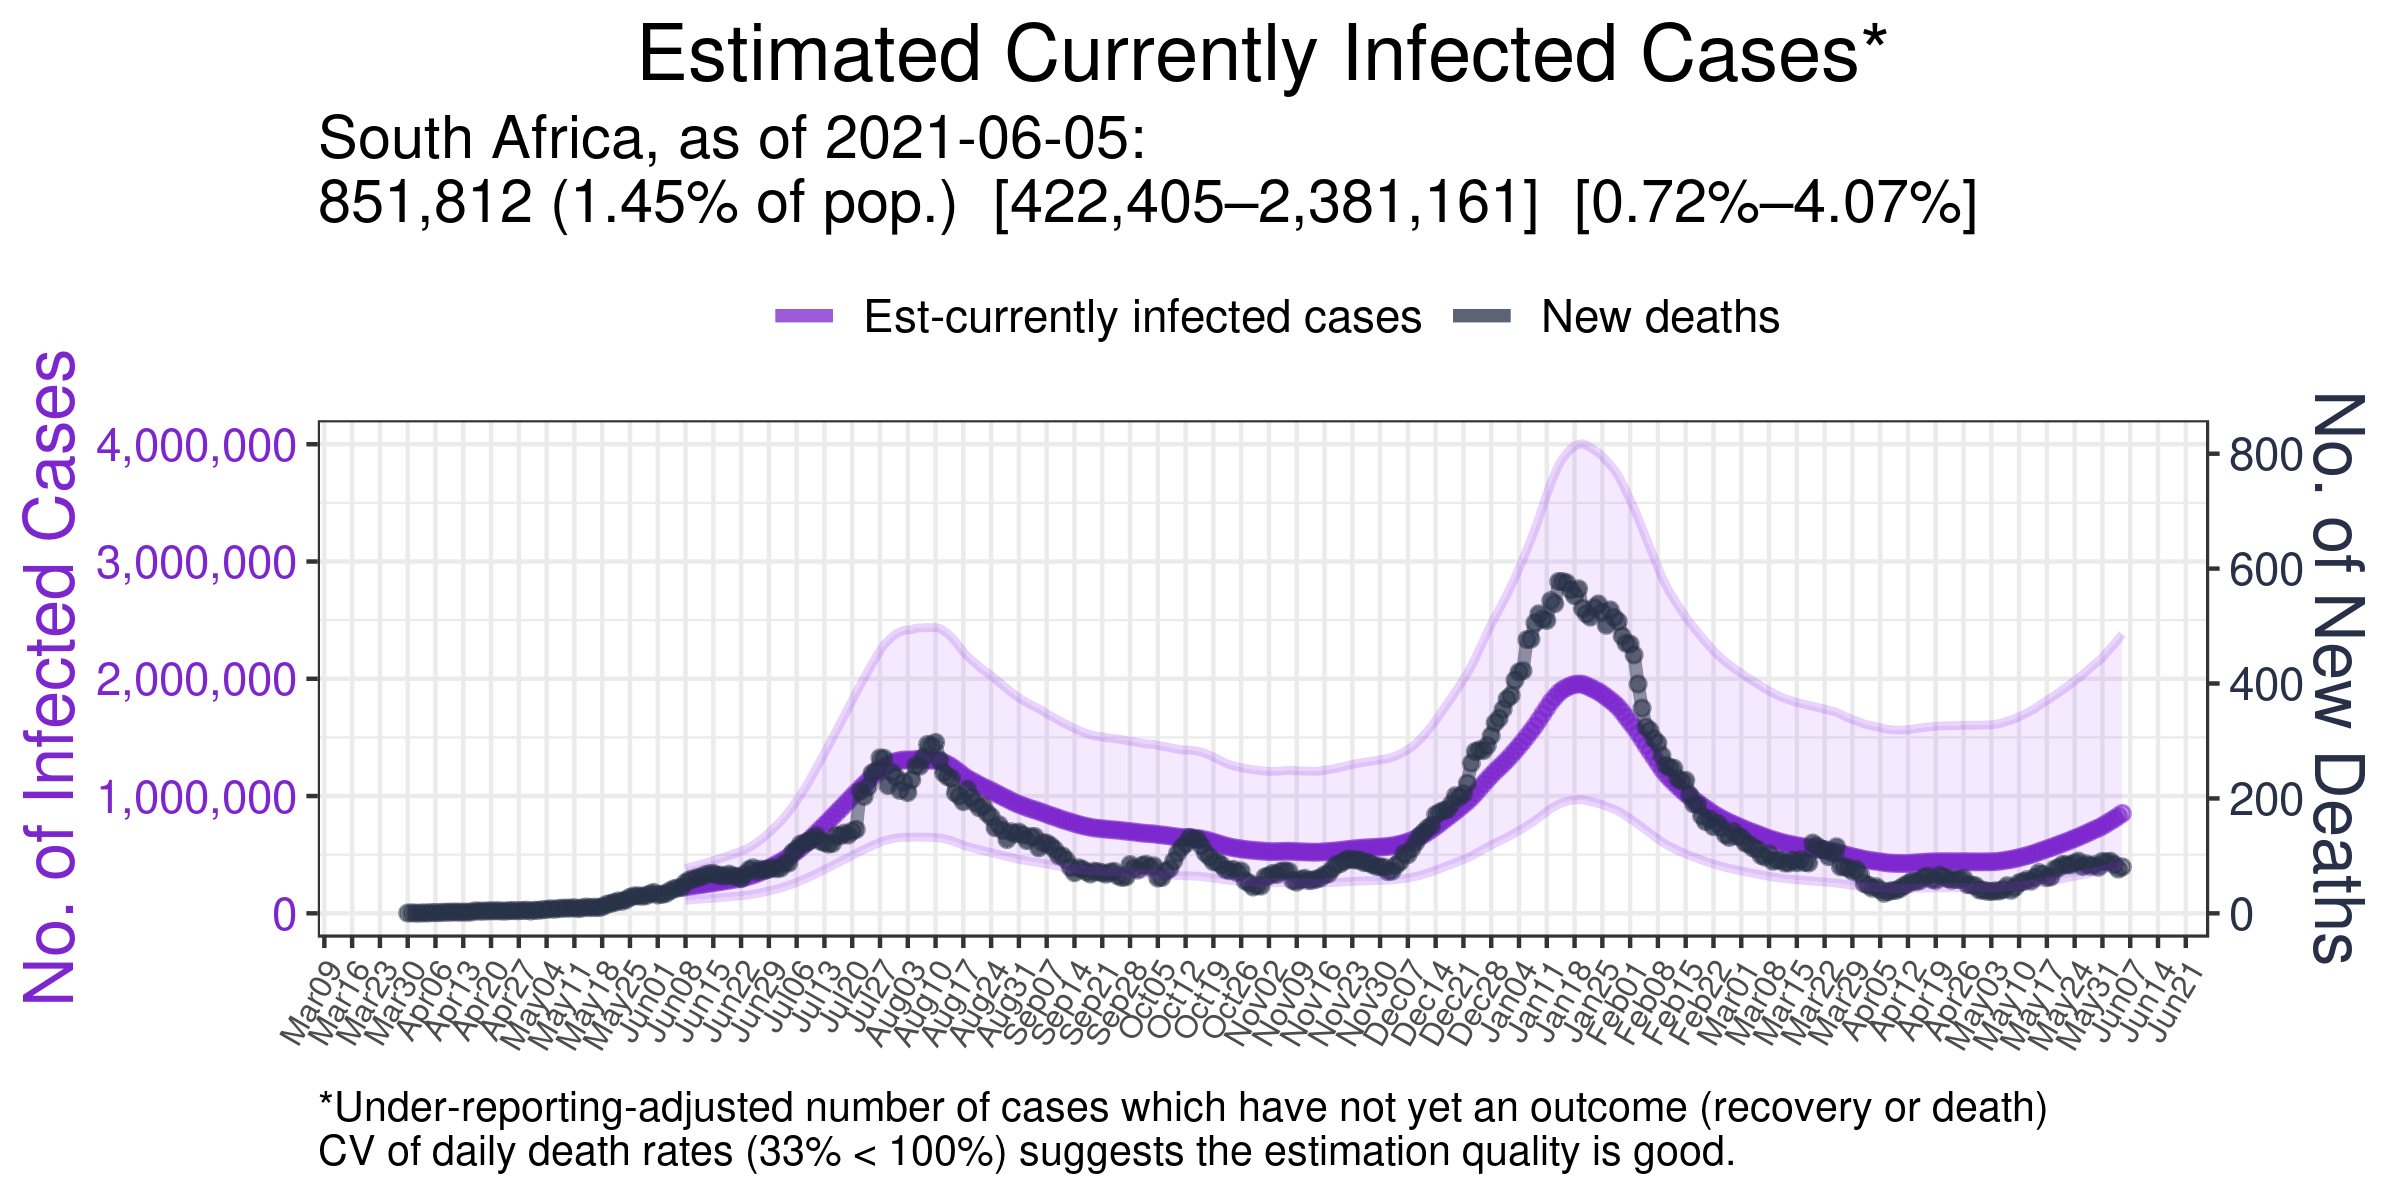 Estimated Currently Infected Cases*
South Africa, as of 2021-06-05:
851,812 (1.45% of pop.) [422,405–2,381,161] [0.72%–4.07%]
Est-currently infected cases
New deaths
No. of Infected Cases
4,000,000
3,000,000
2,000,000
1,000,000
0
800
600
400
200
0
No. of New Deaths
Mar09
Mar16
Mar23
Mar30
Apr06
Apr13
Apr20
Apr27
May04
May11
May18
May25
Jun01
Jun08
Jun15
Jun22
Jun29
Jul06
Jul13
Jul20
Jul27
Aug03
Aug10
Aug17
Aug24
Aug31
Sep07
Sep14
Sep21
Sep28
Oct05
Oct12
Oct19
Oct26
Nov02
Nov09
Nov16
Nov23
Nov30
Dec07
Dec14
Dec21
Dec28
Jan04
Jan11
Jan18
Jan25
Feb01
Feb08
Feb15
Feb22
Mar01
Mar08
Mar15
Mar22
Mar29
Apr05
Apr12
Apr19
Apr26
May03
May10
May17
May24
May31
Jun07
Jun14
Jun21
*Under-reporting-adjusted number of cases which have not yet an outcome (recovery or death)
CV of daily death rates (33% < 100%) suggests the estimation quality is good.